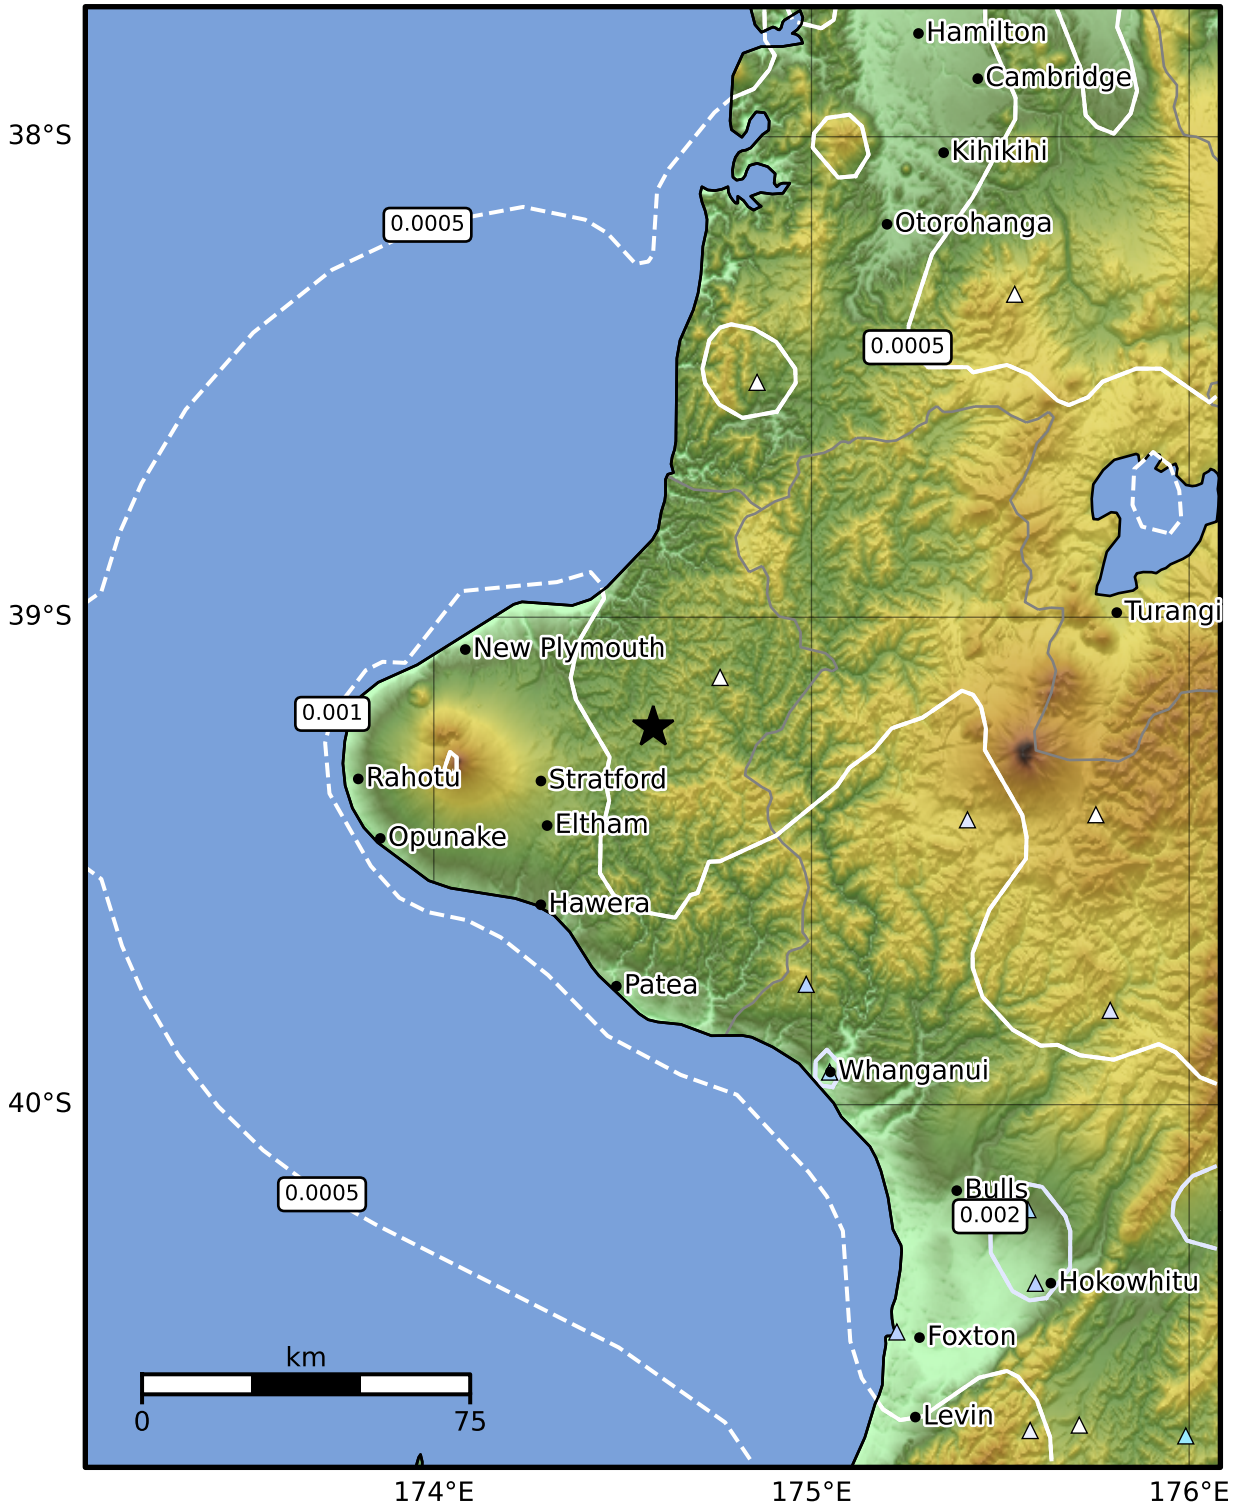 Hamilton
Cambridge
38°S
Kihikihi
0.0005
Otorohanga
0.0005
39°S
Turangi
New Plymouth
0.001
Rahotu
Stratford
Eltham
Opunake
Hawera
Patea
Whanganui
40°S
Bulls
0.0005
0.002
Hokowhitu
Foxton
km
0
75
Levin
174°E
175°E
176°E